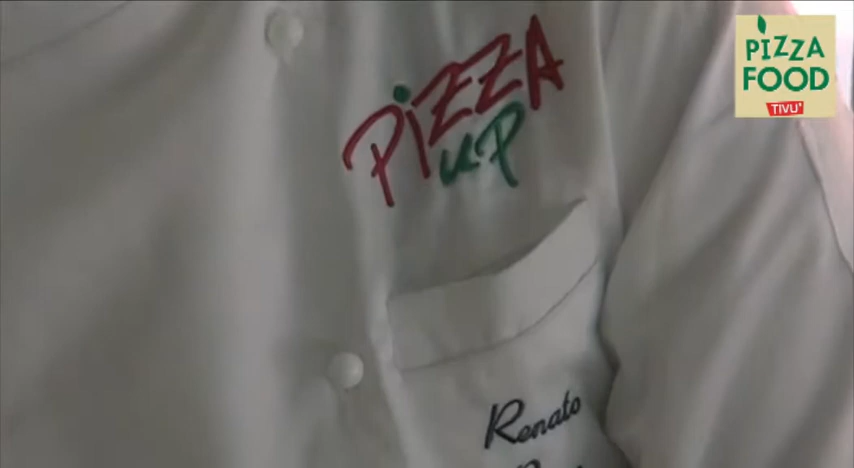 PiZZA
uP
Renato
PIZZA
FOOD
TIVU'